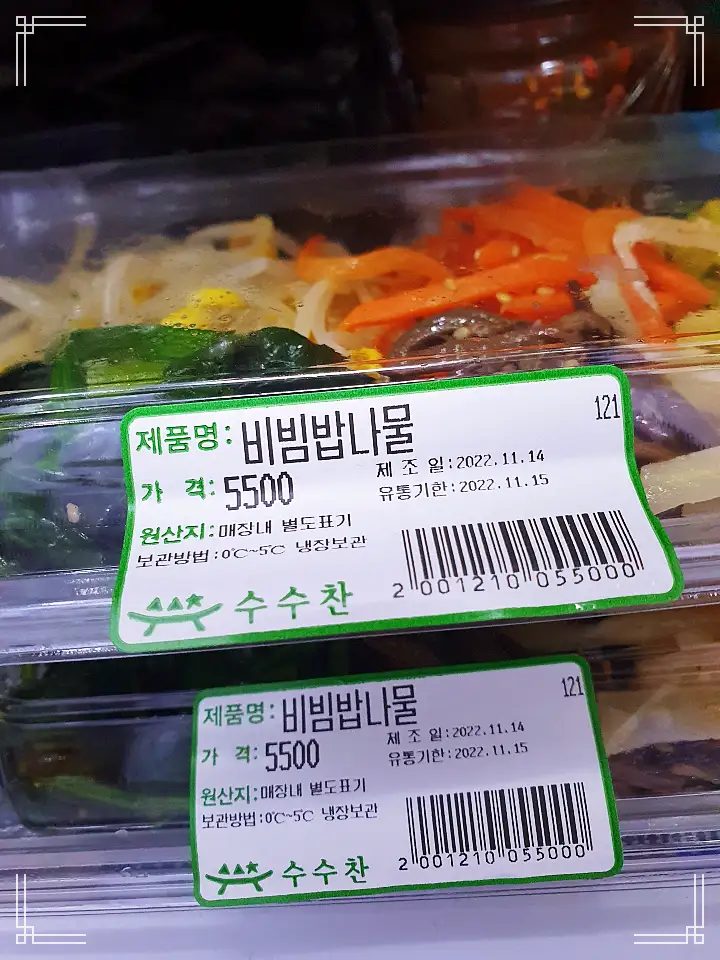 제품명: 비빔밥나물 121
가 격: 5500 제 조 일:2022.11.14
유통기한:2022.11.15
원산지:매장내 별도표기
보관방법:0℃~5℃ 냉장보관
2 001210 055000
수수찬
제품명: 비빔밥나물 121
가 격: 5500 제 조 일:2022.11.14
유통기한:2022.11.15
원산지:매장내 별도표기
보관방법:0℃~5℃ 냉장보관
2 001210 055000
수수찬